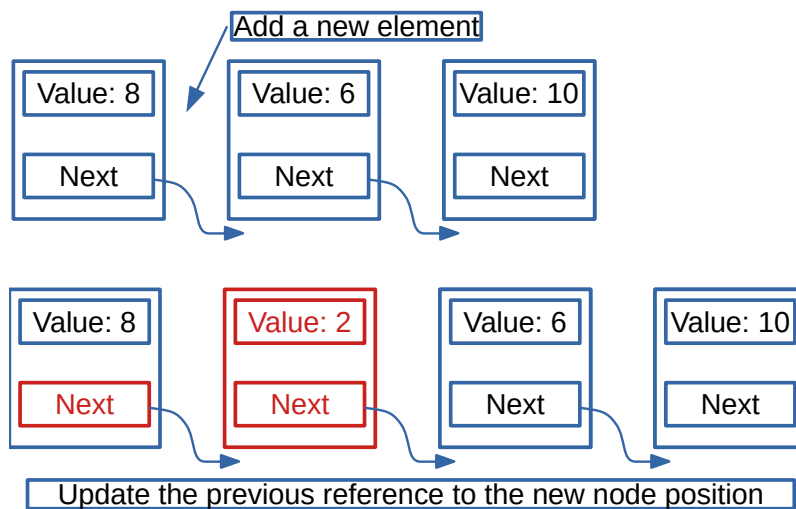 Add a new element
Value: 8
Value: 6
Value: 10
Next
Next
Next
Value: 8
Value: 2
Value: 6
Value: 10
Next
Next
Next
Next
Update the previous reference to the new node position